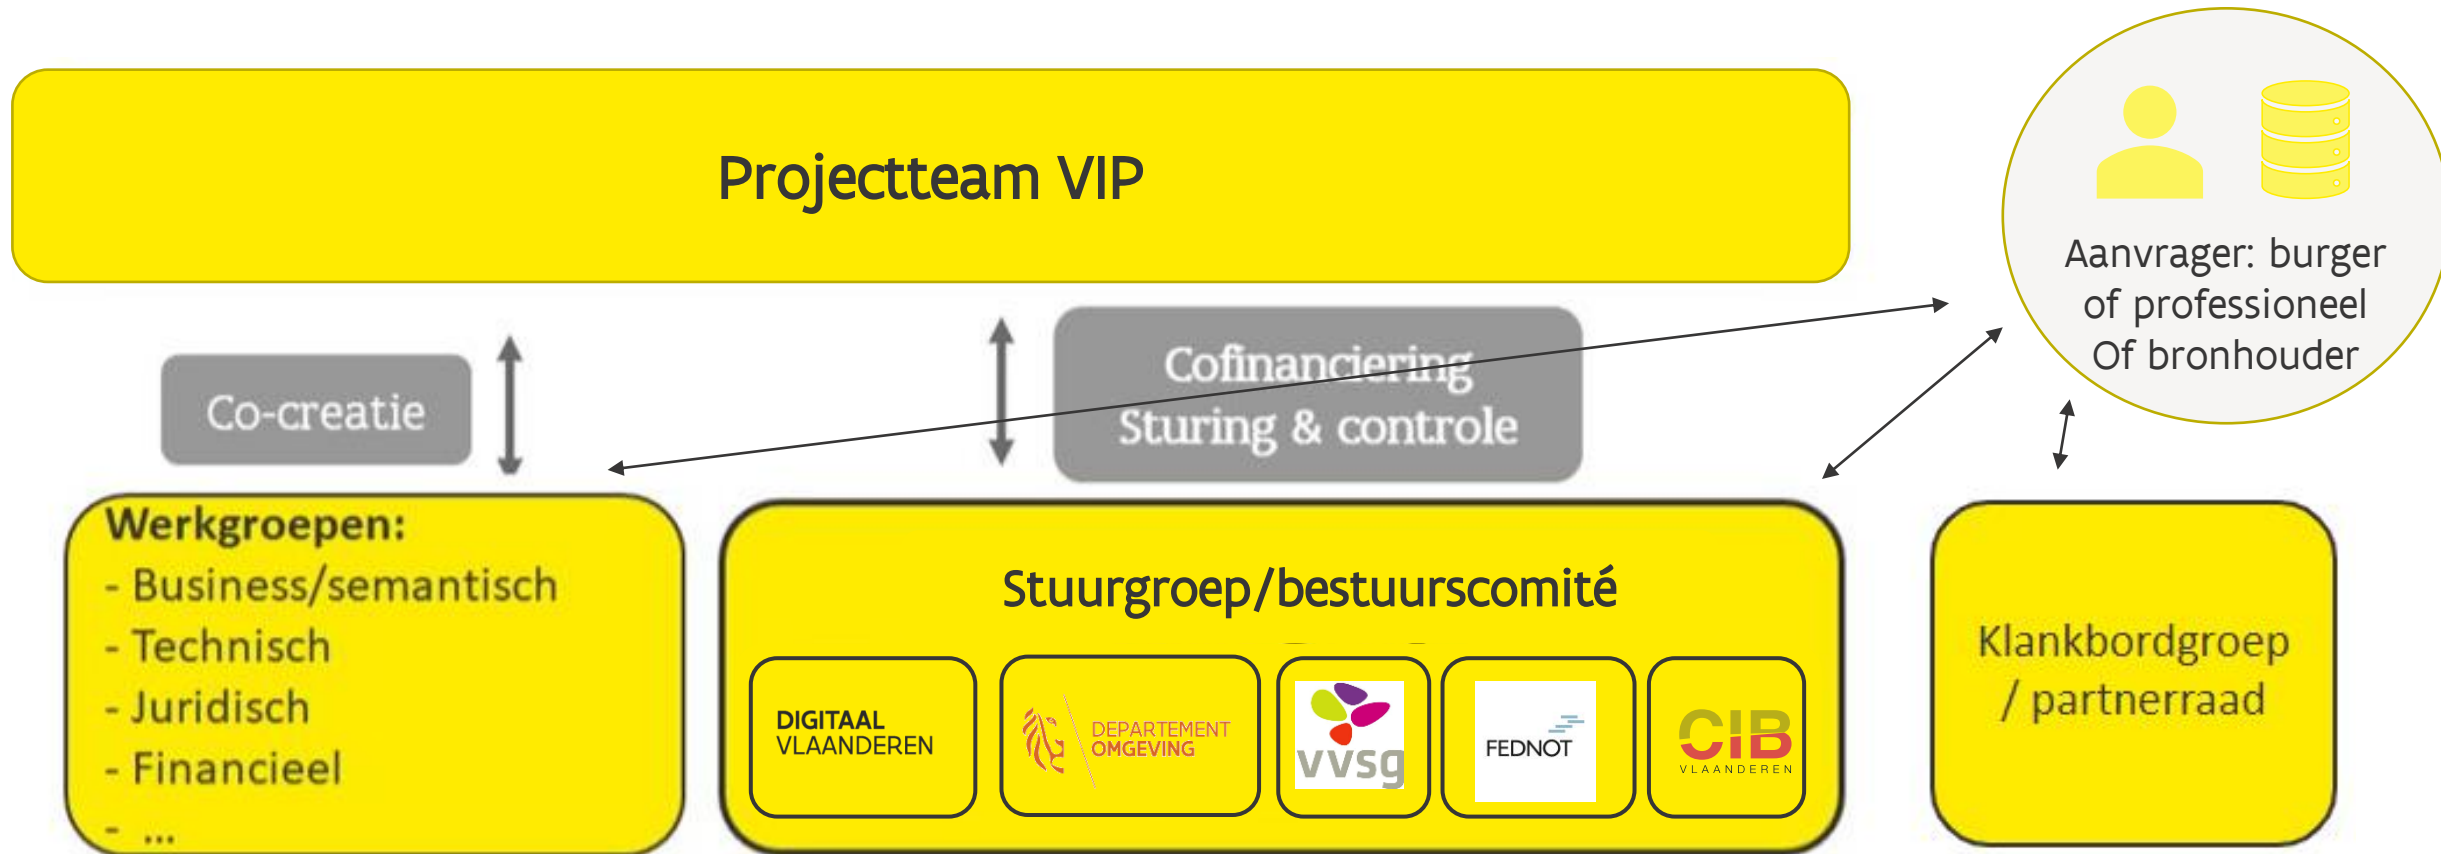 Projectteam VIP
Aanvrager: burger
of professioneel
Of bronhouder
Co-creatie
Cofinanciering
Sturing & controle
Werkgroepen:
- Business/semantisch
- Technisch
- Juridisch
- Financieel
- ...
Stuurgroep/bestuurscomité
DIGITAAL
VLAANDEREN
DEPARTEMENT
OMGEVING
vvsg
FEDNOT
CIB
VLAANDEREN
Klankbordgroep
/ partnerraad